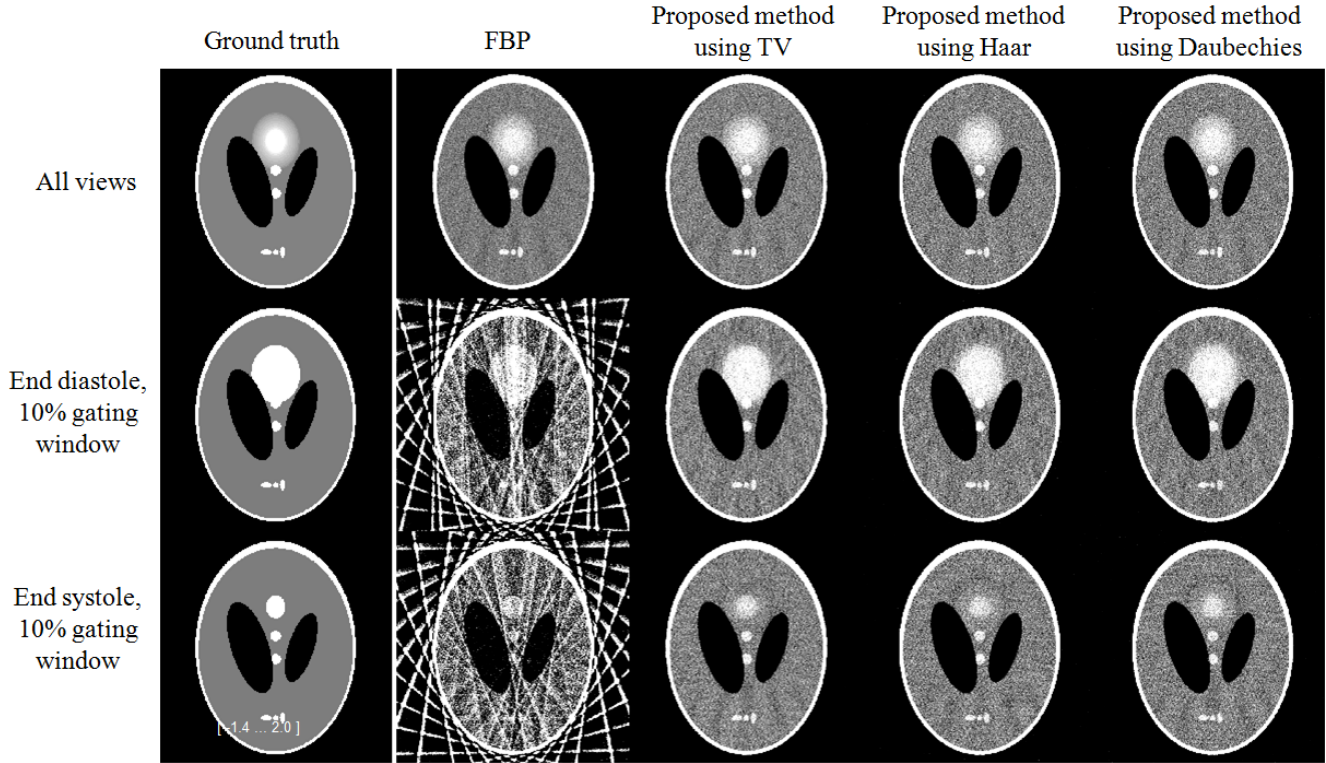 Ground truth
FBP
Proposed method
using TV
Proposed method
using Haar
Proposed method
using Daubechies
All views
End diastole,
10% gating
window
End systole,
10% gating
window
[ -1.4 ... 2.0 ]